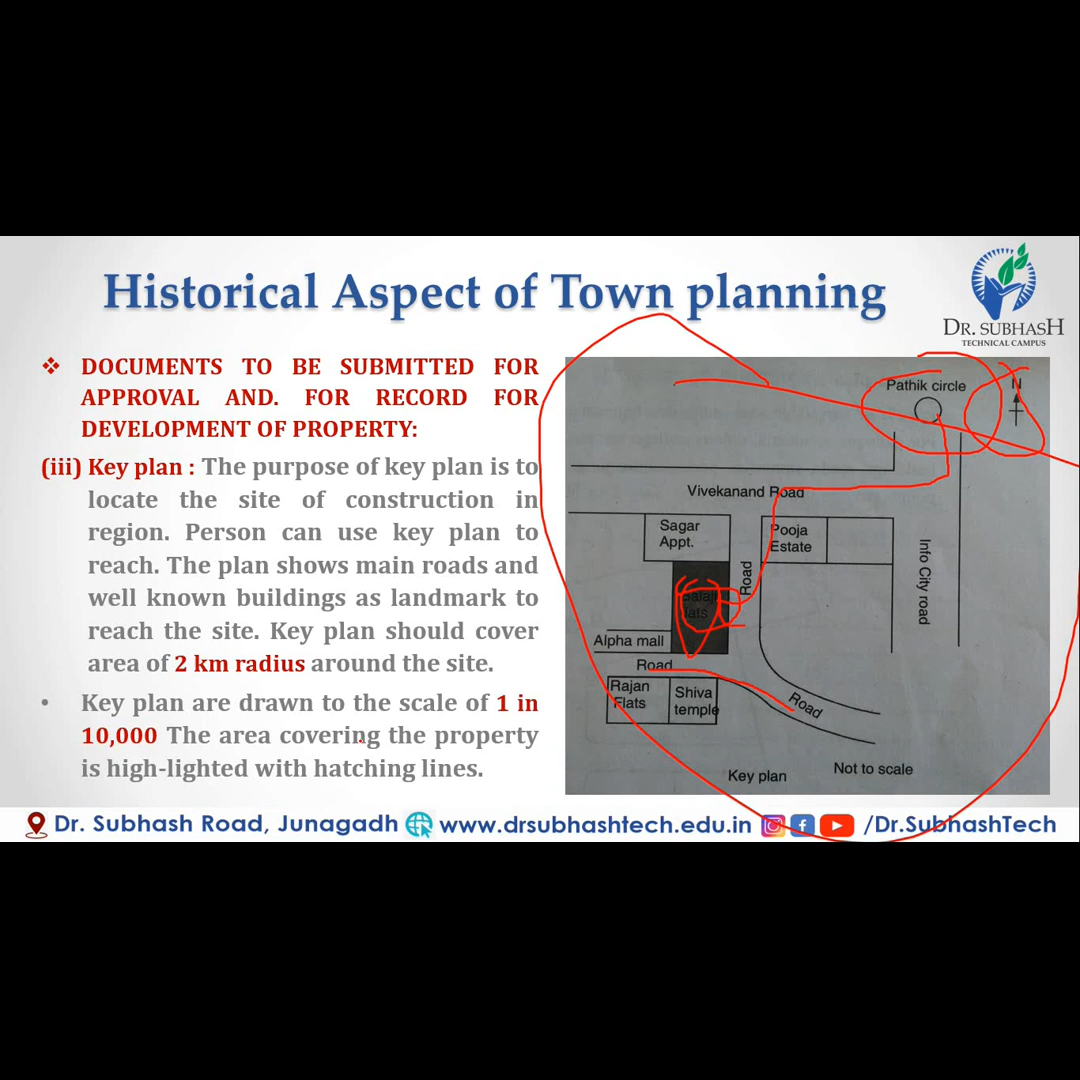 Historical Aspect of Town planning
DR. SUBHASH
TECHNICAL CAMPUS
❖ DOCUMENTS TO BE SUBMITTED FOR
APPROVAL AND. FOR RECORD FOR
DEVELOPMENT OF PROPERTY:
(iii) Key plan : The purpose of key plan is to
locate the site of construction in
region. Person can use key plan to
reach. The plan shows main roads and
well known buildings as landmark to
reach the site. Key plan should cover
area of 2 km radius around the site.
• Key plan are drawn to the scale of 1 in
10,000 The area covering the property
is high-lighted with hatching lines.
Pathik circle
N
Vivekanand Road
Sagar
Appt.
Pooja
Estate
Road
Info City road
flats
Alpha mall
Road
Rajan
Flats
Shiva
temple
Road
Key plan
Not to scale
Dr. Subhash Road, Junagadh www.drsubhashtech.edu.in /Dr.SubhashTech